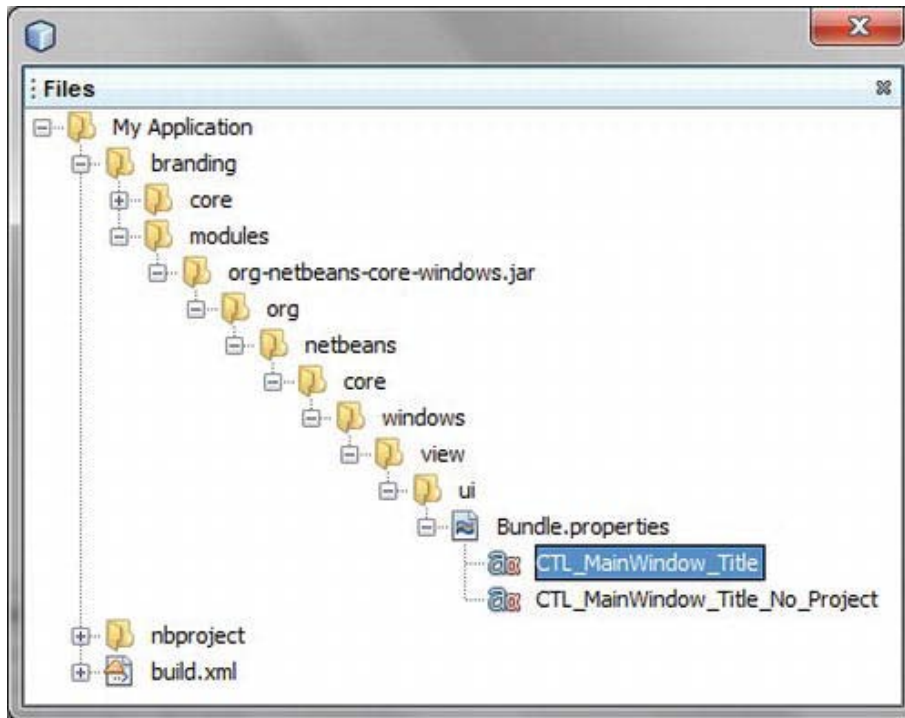 Files
My Application
branding
core
modules
org-netbeans-core-windows.jar
org
netbeans
core
windows
view
ui
Bundle.properties
CTL_MainWindow_Title
CTL_MainWindow_Title_No_Project
nbproject
build.xml